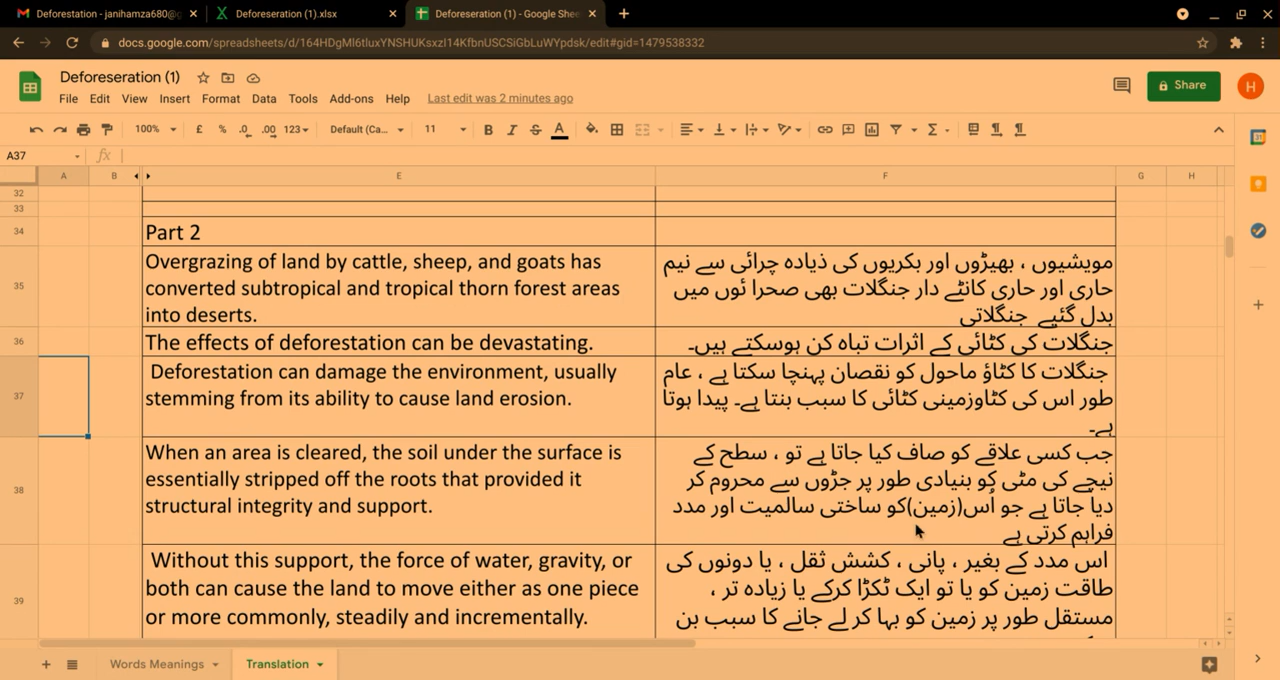 Deforestation - janihamza680@g
Deforeseration (1).xlsx
Deforeseration (1) - Google Shee
docs.google.com/spreadsheets/d/164HDgMl6tluxYNSHUKsxzI14KfbnUSCSiGbLuWYpdsk/edit#gid=1479538332
Deforeseration (1)
File Edit View Insert Format Data Tools Add-ons Help Last edit was 2 minutes ago
Share
H
100% £ % .0 .00 123 Default (Ca... 11 B I S A
A37 fx
A B E F G H
32
33
34 Part 2
35
Overgrazing of land by cattle, sheep, and goats has
converted subtropical and tropical thorn forest areas
into deserts.
مویشیوں ، بھیڑوں اور بکریوں کی ذیادہ چرائی سے نیم
حاری اور حاری کانٹے دار جنگلات بھی صحرا ئوں میں
بدل گئیے جنگلاتی
36
The effects of deforestation can be devastating.
جنگلات کی کٹائی کے اثرات تباہ کن ہوسکتے ہیں۔
37
Deforestation can damage the environment, usually
stemming from its ability to cause land erosion.
جنگلات کا کٹاؤ ماحول کو نقصان پہنچا سکتا ہے ، عام
طور اس کی کٹاوزمینی کٹائی کا سبب بنتا ہے۔ پیدا ہوتا
ہے۔
38
When an area is cleared, the soil under the surface is
essentially stripped off the roots that provided it
structural integrity and support.
جب کسی علاقے کو صاف کیا جاتا ہے تو ، سطح کے
نیچے کی مٹی کو بنیادی طور پر جڑوں سے محروم کر
دیا جاتا ہے جو اُس(زمین)کو ساختی سالمیت اور مدد
فراہم کرتی ہے
39
Without this support, the force of water, gravity, or
both can cause the land to move either as one piece
or more commonly, steadily and incrementally.
اس مدد کے بغیر ، پانی ، کشش ثقل ، یا دونوں کی
طاقت زمین کو یا تو ایک ٹکڑا کرکے یا زیادہ تر ،
مستقل طور پر زمین کو بہا کر لے جانے کا سبب بن
Words Meanings
Translation